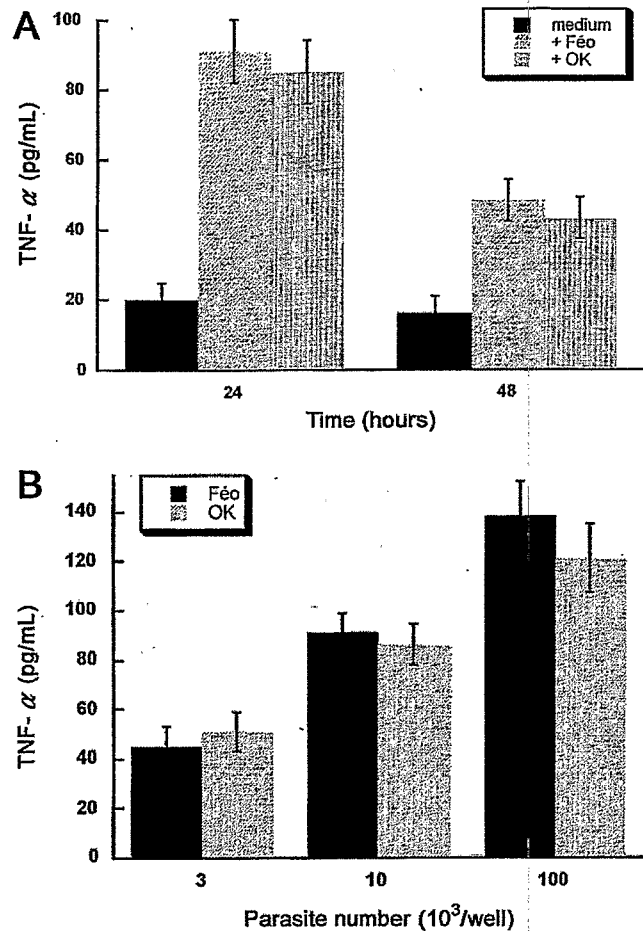 A
medium
+ Féo
+ OK
TNF- α (pg/mL)
100
80
60
40
20
0
24
48
Time (hours)
B
Féo
OK
TNF- α (pg/mL)
140
120
100
80
60
40
20
0
3
10
100
Parasite number (10³/well)